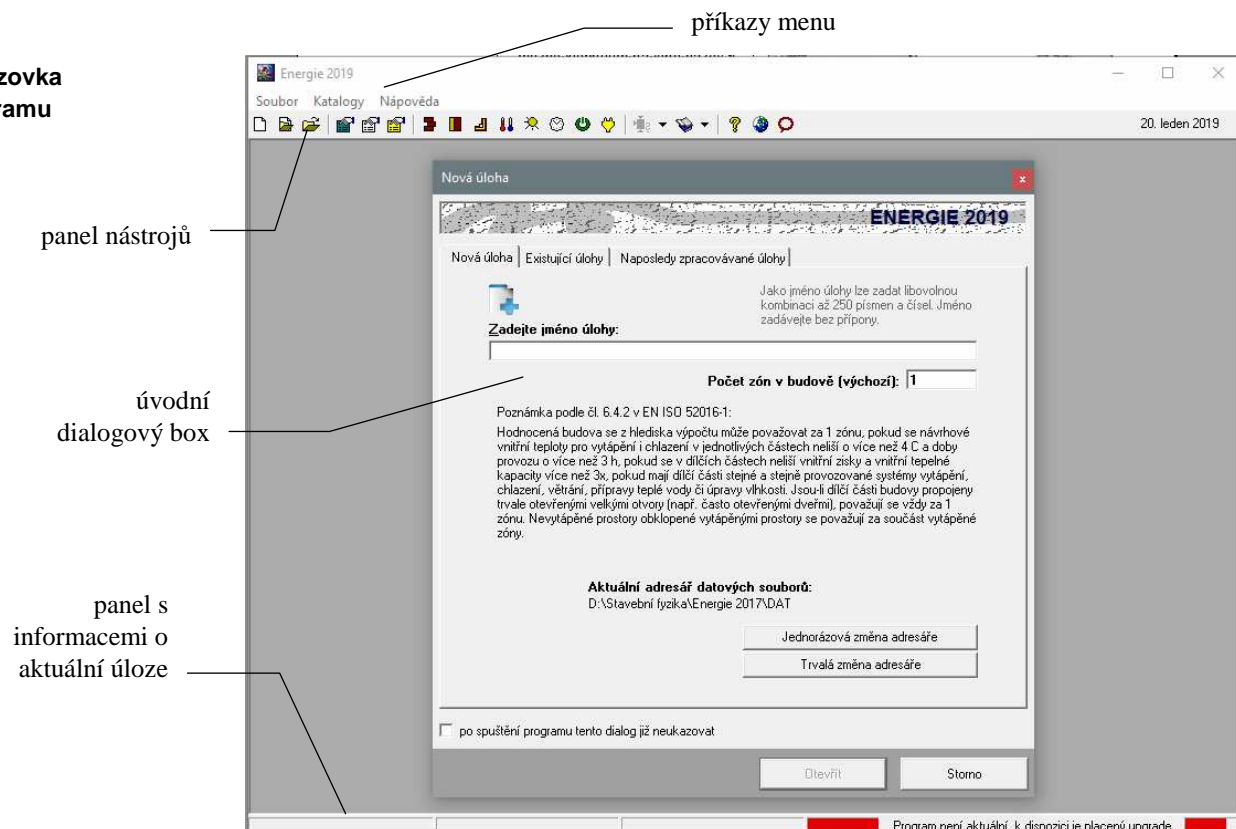 příkazy menu
zovka
ramu
Energie 2019
Soubor Katalogy Nápověda
20. leden 2019
panel nástrojů
Nová úloha
ENERGIE 2019
Nová úloha Existující úlohy Naposledy zpracovávané úlohy
Jako jméno úlohy lze zadat libovolnou
kombinaci až 250 písmen a čísel. Jméno
zadávejte bez přípony.
Zadejte jméno úlohy:
Počet zón v budově (výchozí): 1
úvodní
dialogový box
Poznámka podle čl. 6.4.2 v EN ISO 52016-1:
Hodnocená budova se z hlediska výpočtu může považovat za 1 zónu, pokud se návrhové
vnitřní teploty pro vytápění i chlazení v jednotlivých částech neliší o více než 4 C a doby
provozu o více než 3 h, pokud se v dílčích částech neliší vnitřní zisky a vnitřní tepelné
kapacity více než 3x, pokud mají dílčí části stejné a stejně provozované systémy vytápění,
chlazení, větrání, přípravy teplé vody či úpravy vlhkosti. Jsou-li dílčí části budovy propojeny
trvale otevřenými velkými otvory (např. často otevřenými dveřmi), považují se vždy za 1
zónu. Nevytápěné prostory obklopené vytápěnými prostory se považují za součást vytápěné
zóny.
Aktuální adresář datových souborů:
D:\Stavební fyzika\Energie 2017\DAT
panel s
informacemi o
aktuální úloze
Jednorázová změna adresáře
Trvalá změna adresáře
po spuštění programu tento dialog již neukazovat
Otevřít Storno
Program není aktuální, k dispozici je placený upgrade